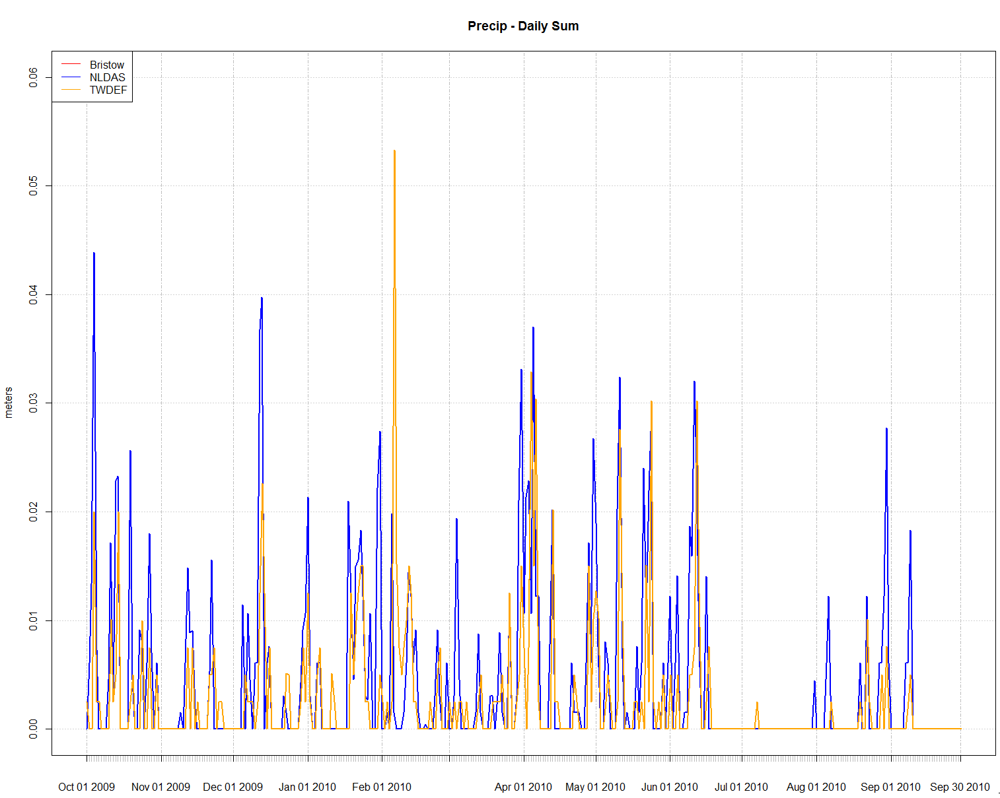 Precip - Daily Sum
Bristow
NLDAS
TWDEF
meters
0.06
0.05
0.04
0.03
0.02
0.01
0.00
Oct 01 2009 Nov 01 2009 Dec 01 2009 Jan 01 2010 Feb 01 2010 Apr 01 2010 May 01 2010 Jun 01 2010 Jul 01 2010 Aug 01 2010 Sep 01 2010 Sep 30 2010